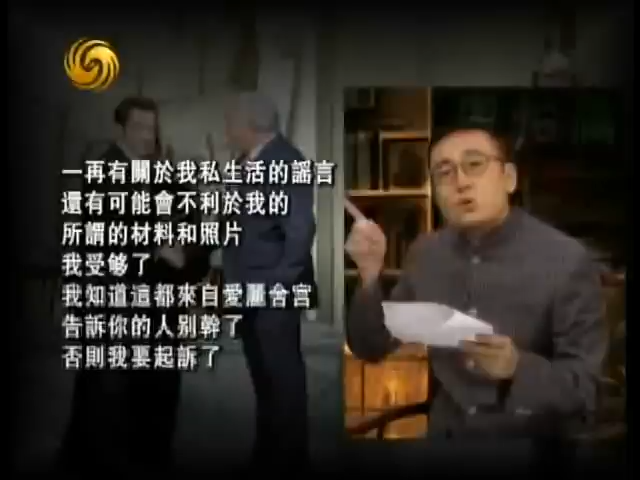 一再有關於我私生活的謠言
還有可能會不利於我的
所謂的材料和照片
我受够了
我知道這都來自愛麗舍宫
告訴你的人别幹了
否則我要起訴了